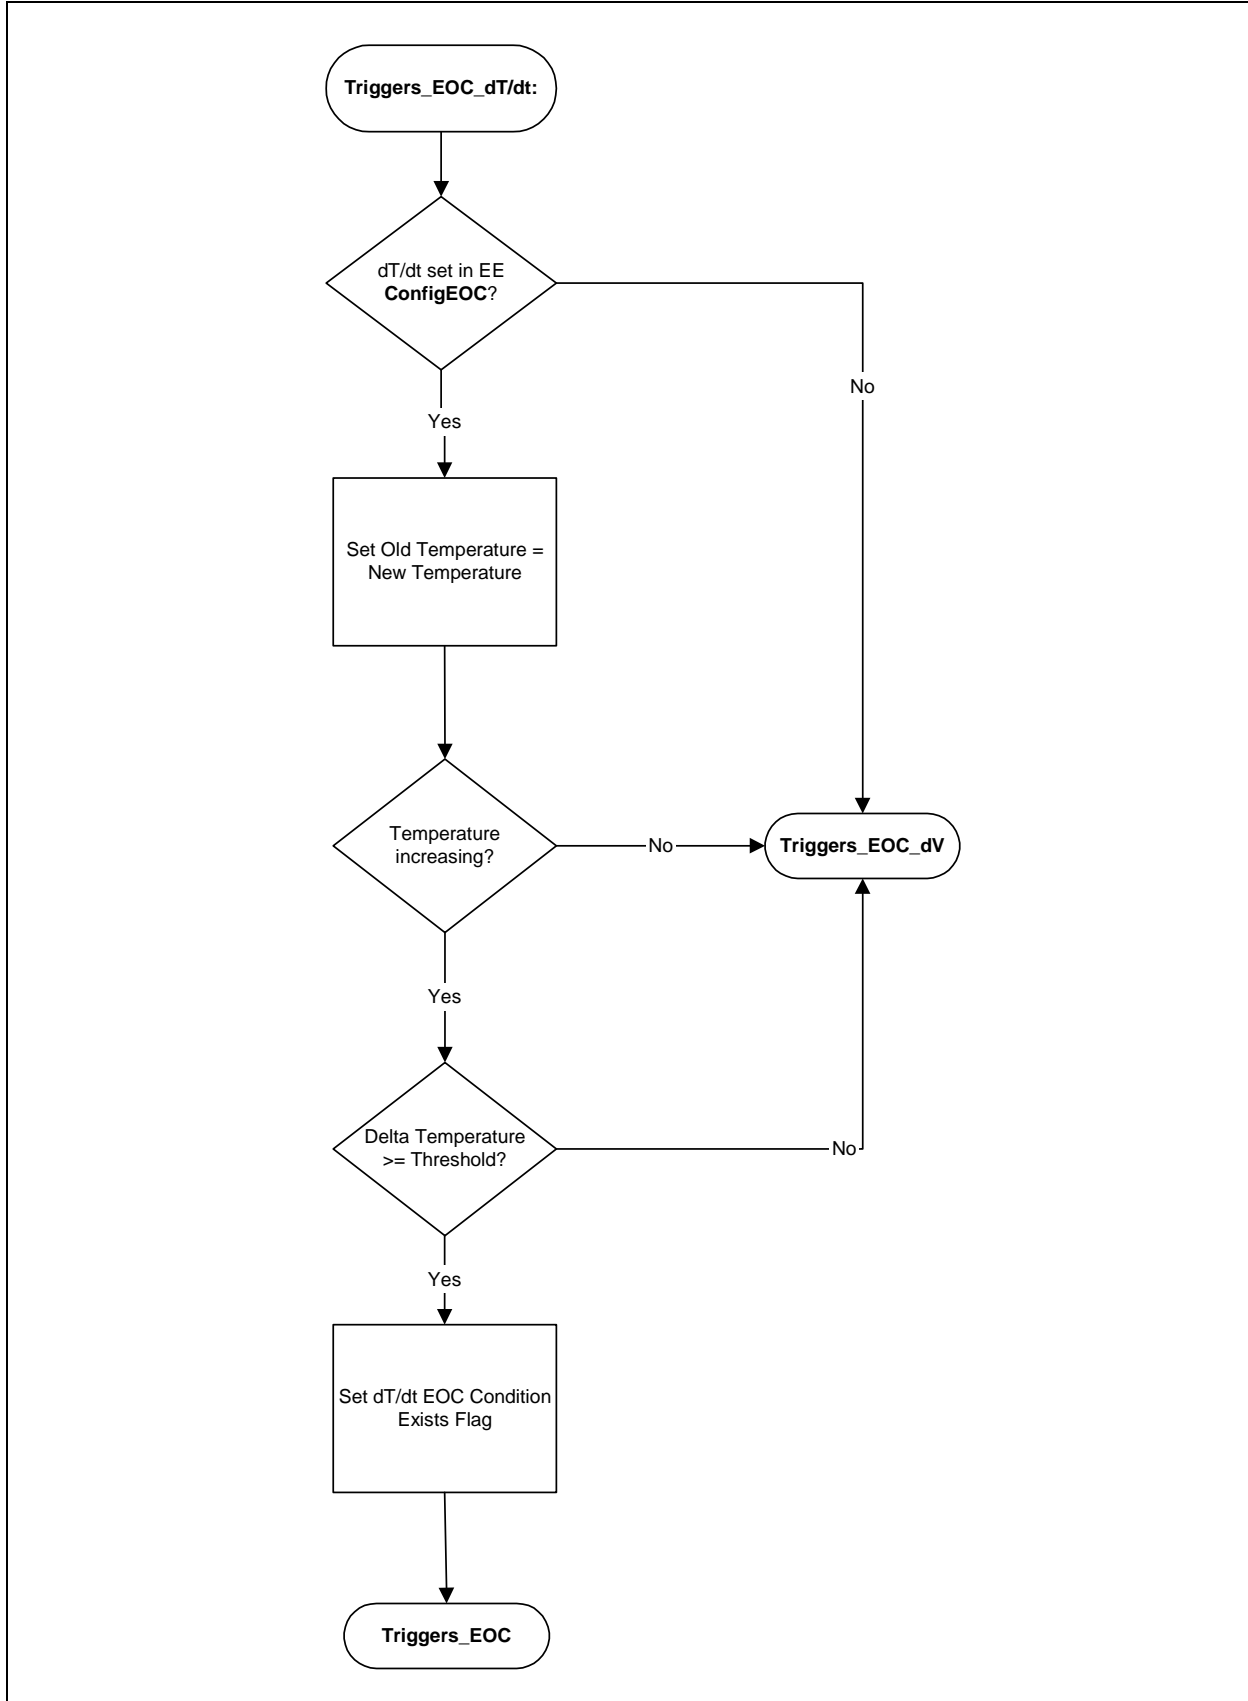 Triggers_EOC_dT/dt:
dT/dt set in EE
ConfigEOC?
No
Yes
Set Old Temperature =
New Temperature
Temperature
increasing?
No
Triggers_EOC_dV
Yes
Delta Temperature
>= Threshold?
No
Yes
Set dT/dt EOC Condition
Exists Flag
Triggers_EOC